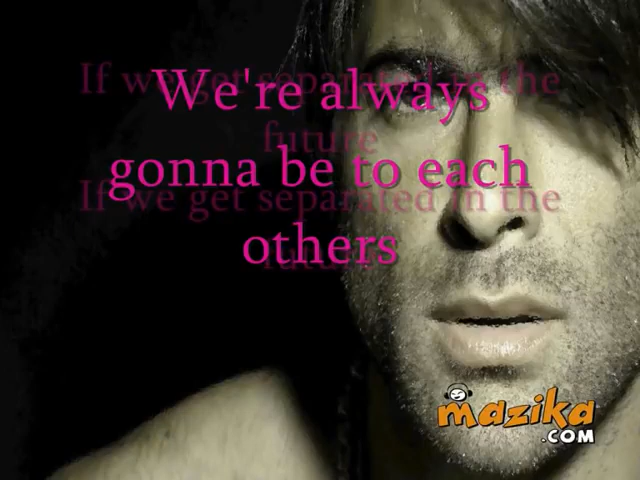 If we get separated in the
We're always
future
gonna be to each
If we get separated in the
others
future
mazika
.COM